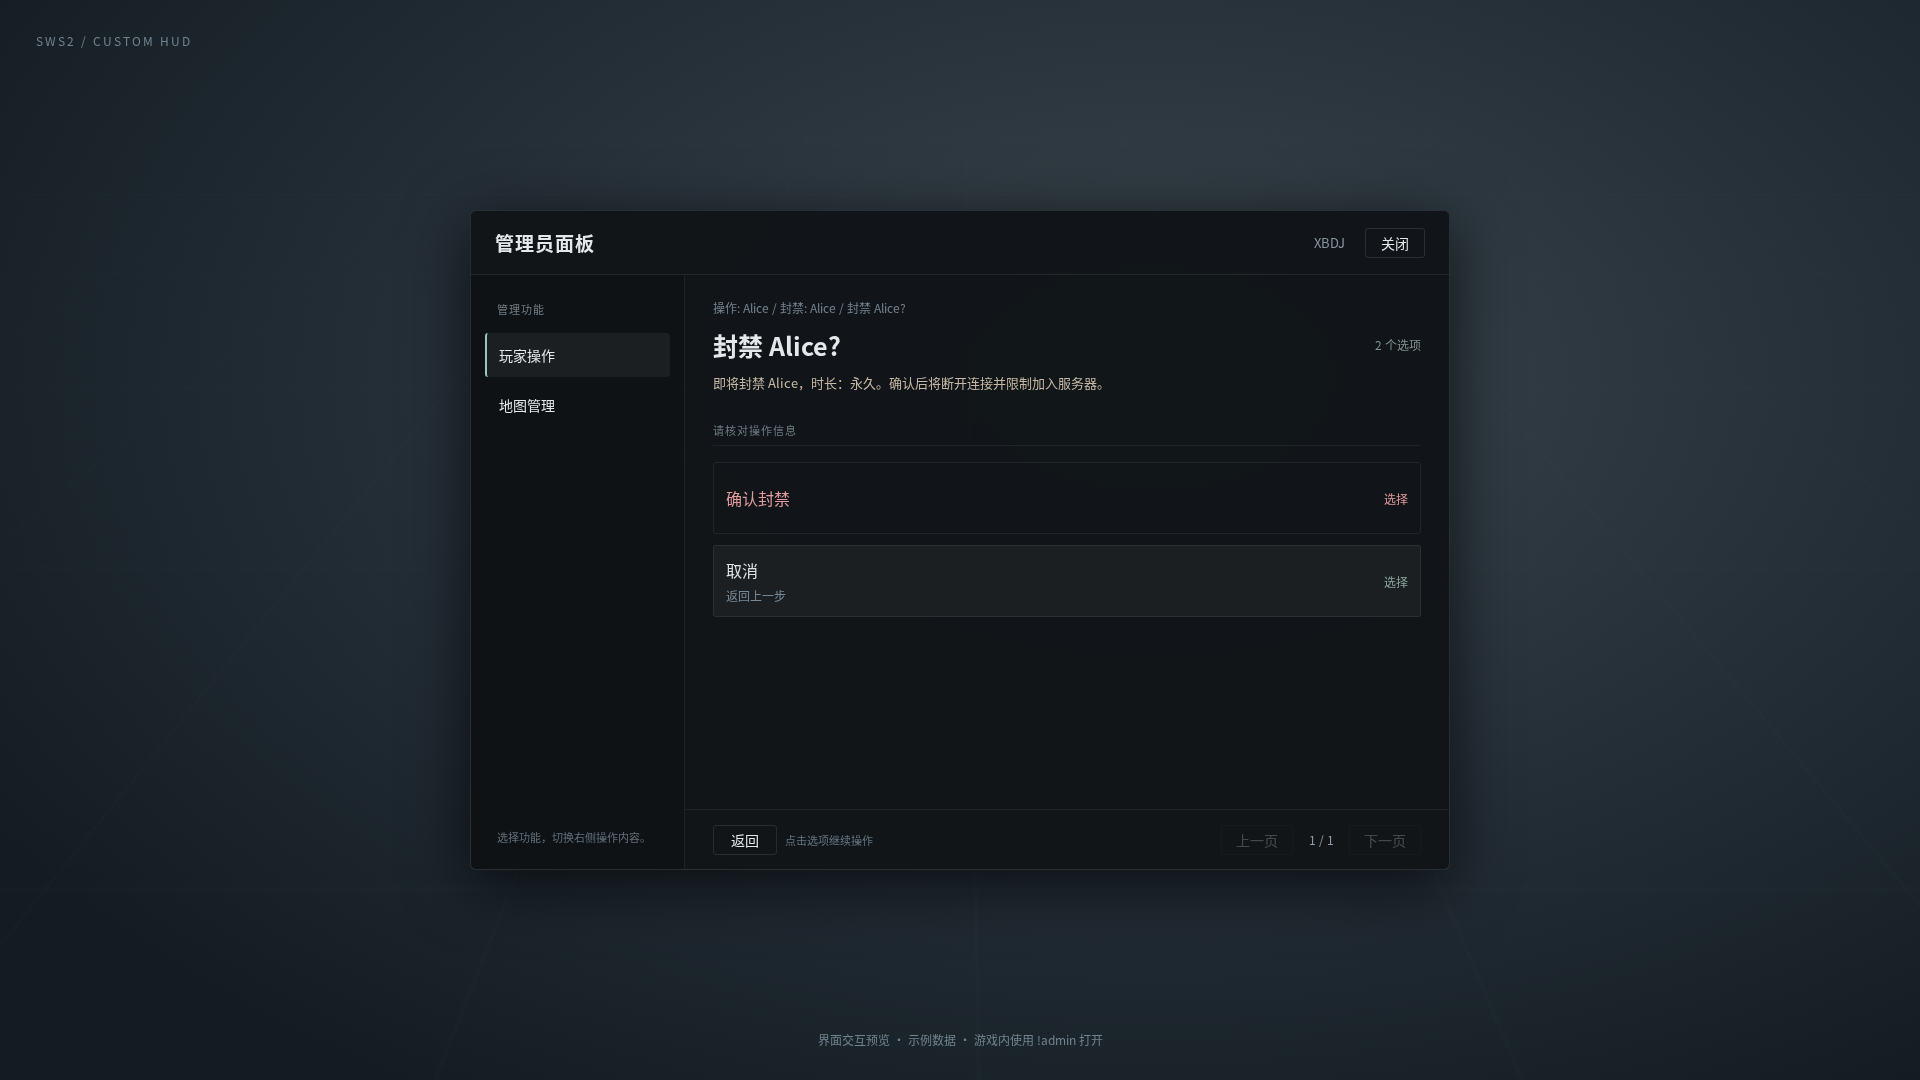 SWS2 / CUSTOM HUD
管理员面板
XBDJ
关闭
管理功能
玩家操作
地图管理
选择功能，切换右侧操作内容。
操作: Alice / 封禁: Alice / 封禁 Alice?
封禁 Alice?
2 个选项
即将封禁 Alice，时长：永久。确认后将断开连接并限制加入服务器。
请核对操作信息
确认封禁
选择
取消
返回上一步
选择
返回
点击选项继续操作
上一页
1 / 1
下一页
界面交互预览 · 示例数据 · 游戏内使用 !admin 打开